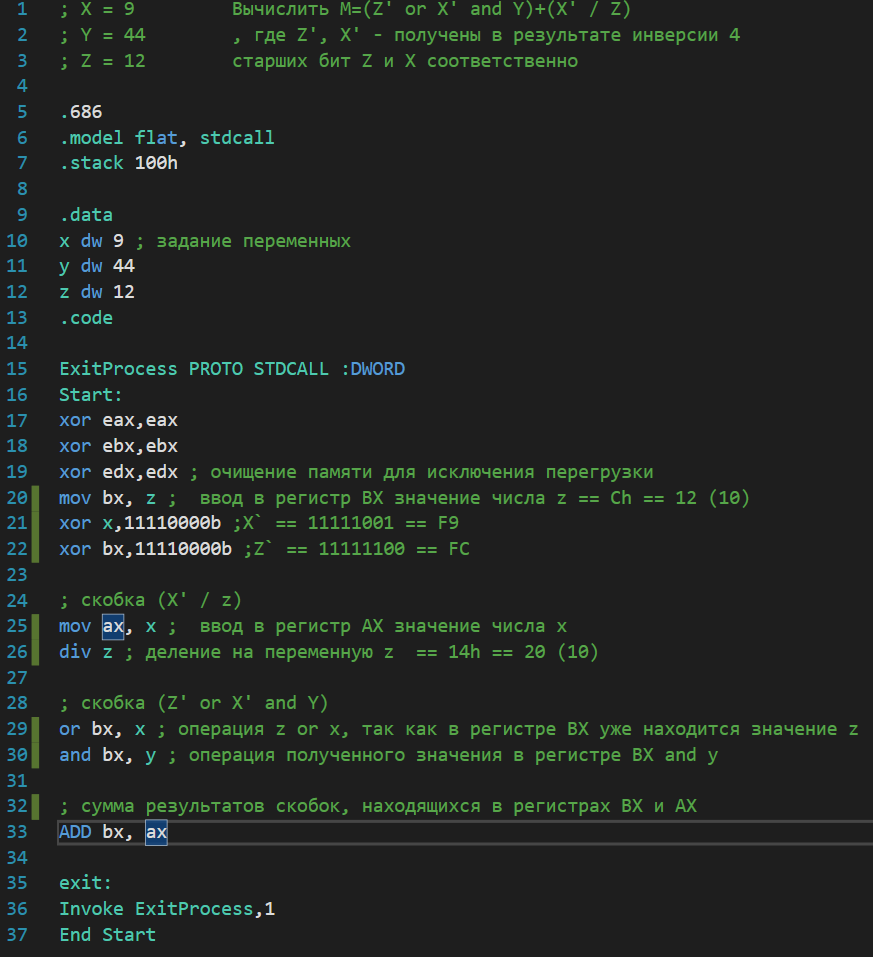 1 ; X = 9 Вычислить M=(Z' or X' and Y)+(X' / Z)
2 ; Y = 44 , где Z', X' - получены в результате инверсии 4
3 ; Z = 12 старших бит Z и X соответственно
4
5 .686
6 .model flat, stdcall
7 .stack 100h
8
9 .data
10 x dw 9 ; задание переменных
11 y dw 44
12 z dw 12
13 .code
14
15 ExitProcess PROTO STDCALL :DWORD
16 Start:
17 xor eax,eax
18 xor ebx,ebx
19 xor edx,edx ; очищение памяти для исключения перегрузки
20 mov bx, z ;  ввод в регистр BX значение числа z == Ch == 12 (10)
21 xor x,11110000b ;X` == 11111001 == F9
22 xor bx,11110000b ;Z` == 11111100 == FC
23
24 ; скобка (X' / z)
25 mov ax, x ;  ввод в регистр AX значение числа x
26 div z ; деление на переменную z  == 14h == 20 (10)
27
28 ; скобка (Z' or X' and Y)
29 or bx, x ; операция z or x, так как в регистре BX уже находится значение z
30 and bx, y ; операция полученного значения в регистре BX and y
31
32 ; сумма результатов скобок, находящихся в регистрах BX и AX
33 ADD bx, ax
34
35 exit:
36 Invoke ExitProcess,1
37 End Start